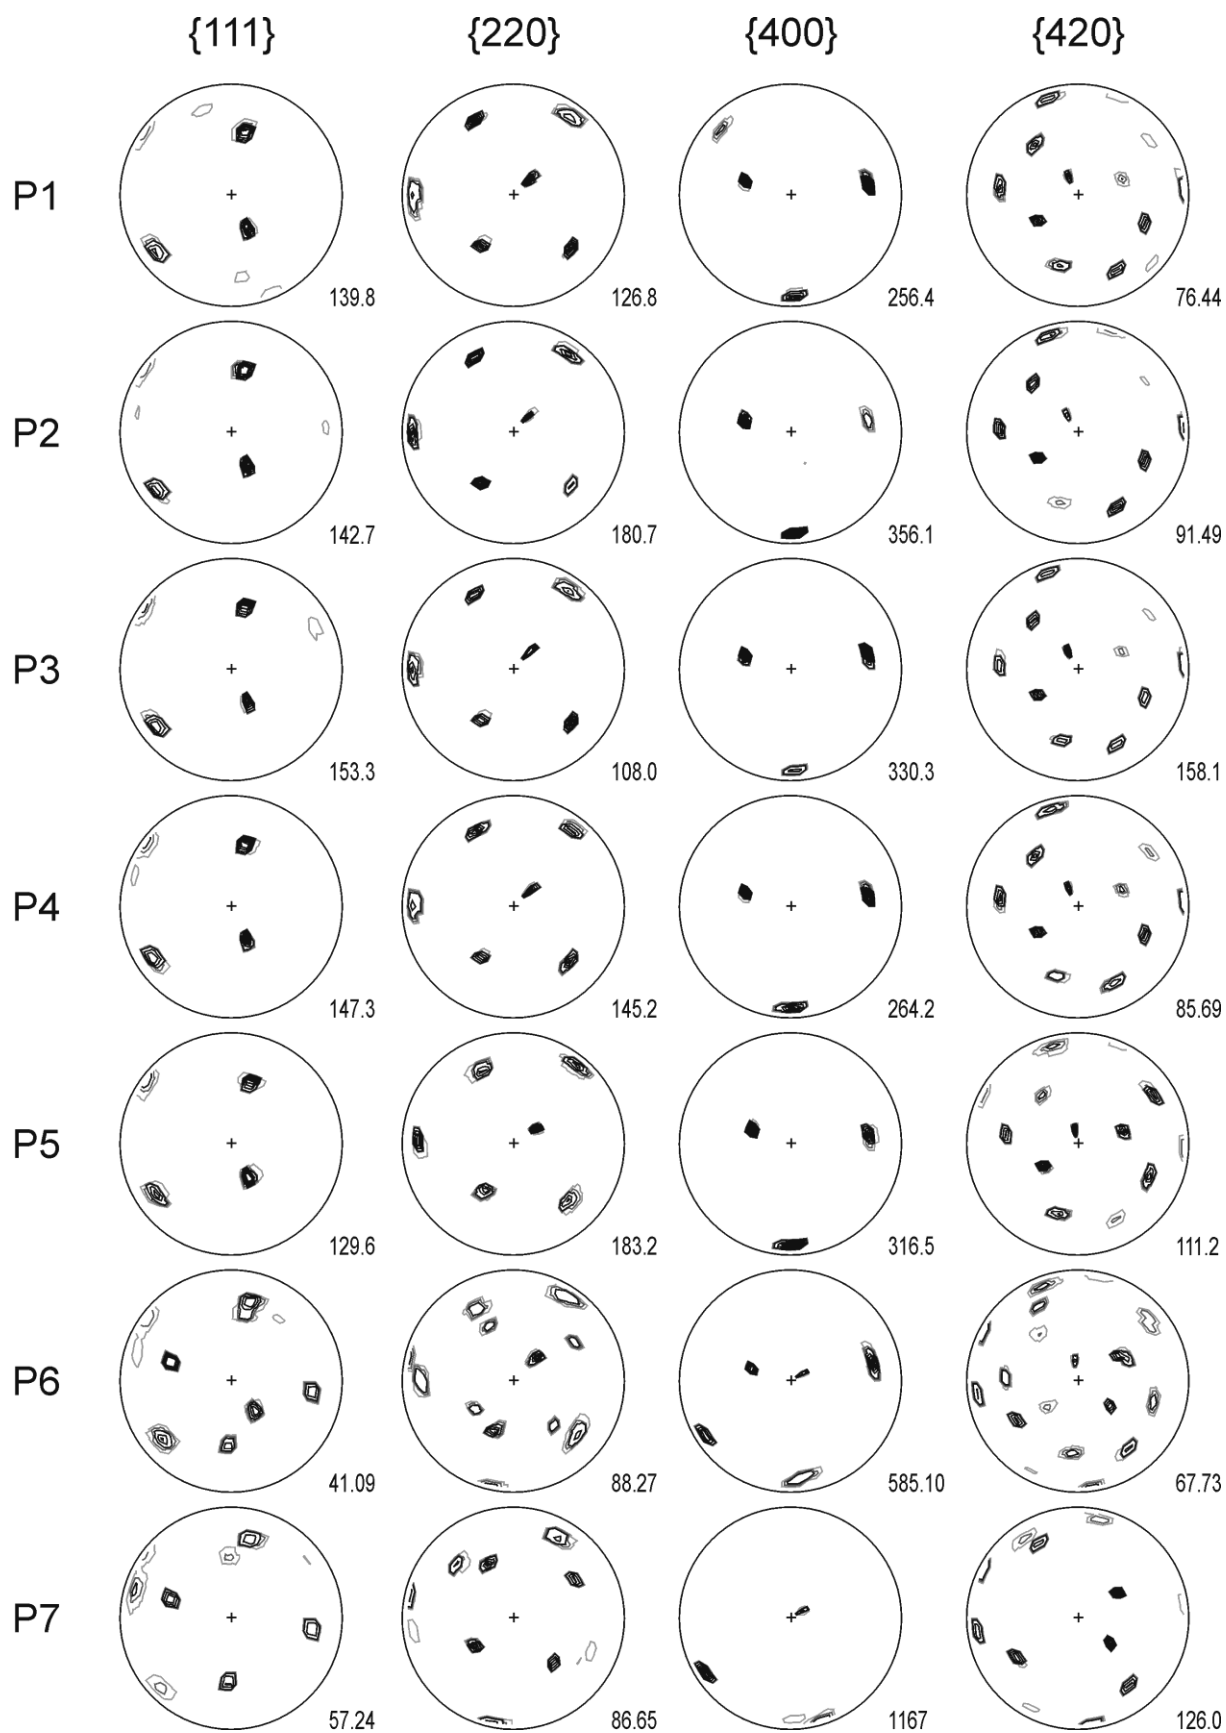 {111} {220} {400} {420}
P1
139.8 126.8 256.4 76.44
P2
142.7 180.7 356.1 91.49
P3
153.3 108.0 330.3 158.1
P4
147.3 145.2 264.2 85.69
P5
129.6 183.2 316.5 111.2
P6
41.09 88.27 585.10 67.73
P7
57.24 86.65 1167 126.0